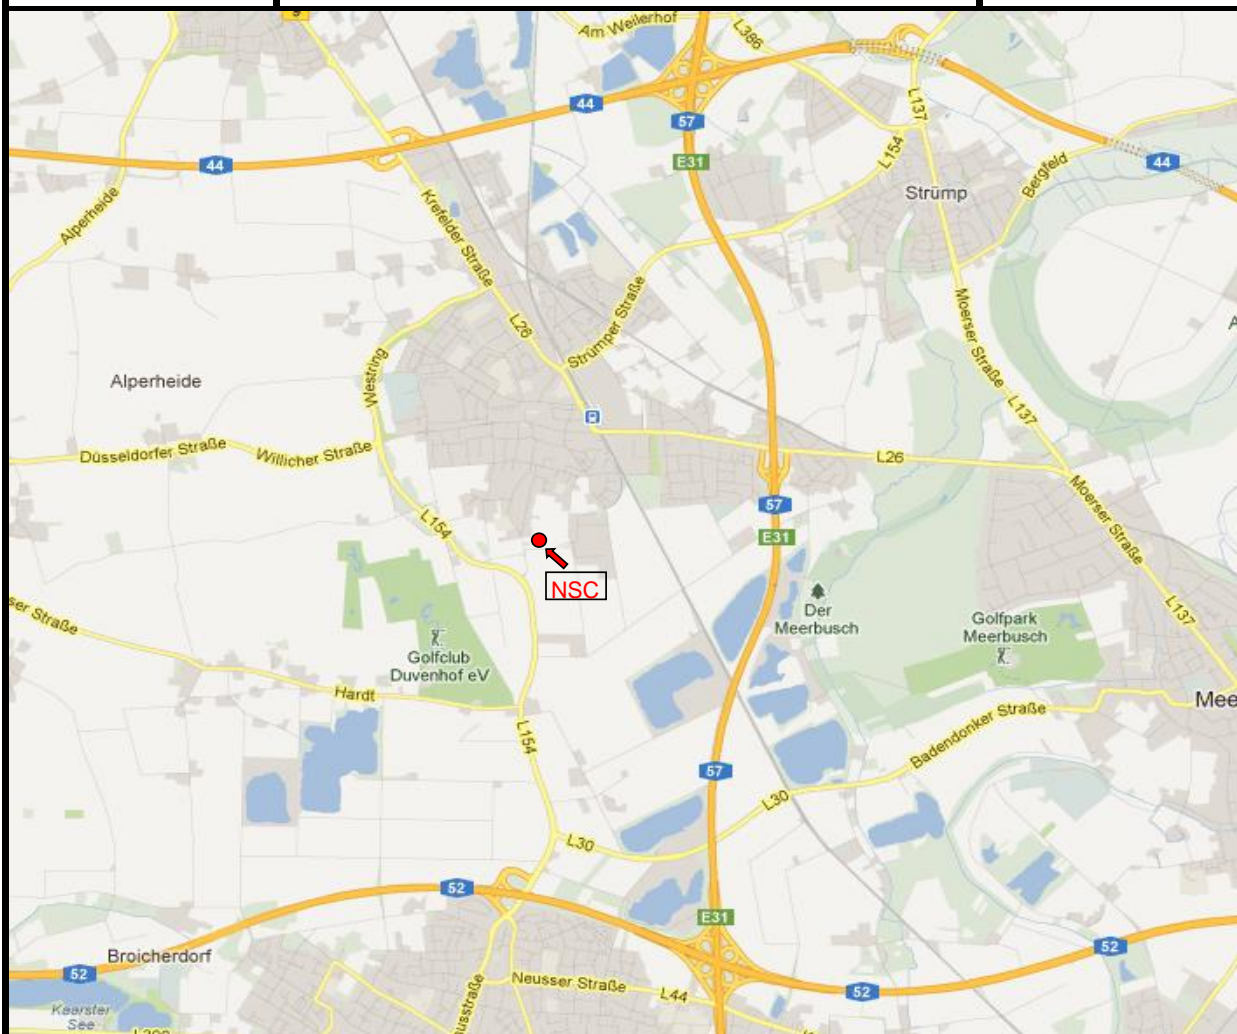 9
Am Weilerhof
L386
44
57
L137
E31
L154
44
44
Bergfeld
Strümp
Alperheide
Krefelder Straße
L26
Strümper Straße
Moerser Straße
Westring
Alperheide
L137
Düsseldorfer Straße
Willicher Straße
L26
Moerser Straße
57
L154
E31
NSC
Der
Meerbusch
Golfpark
Meerbusch
L137
Golfclub
Duvenhof eV
Hardt
L154
Badendonker Straße
57
L30
L30
52
E31
Broicherdorf
52
52
Neusser Straße
L44
52
Kaarster
See